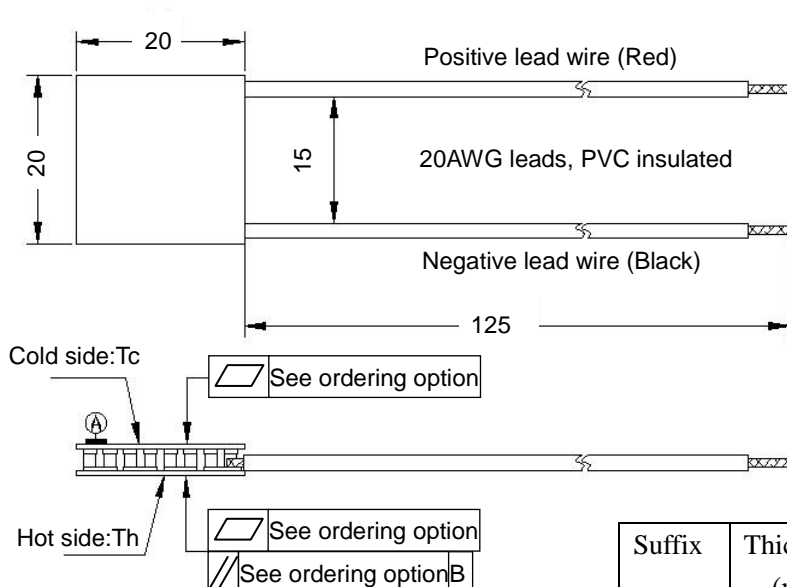 20
Positive lead wire (Red)
20
15
20AWG leads, PVC insulated
Negative lead wire (Black)
125
Cold side:Tc
See ordering option
A
Hot side:Th
See ordering option
See ordering option B
Suffix